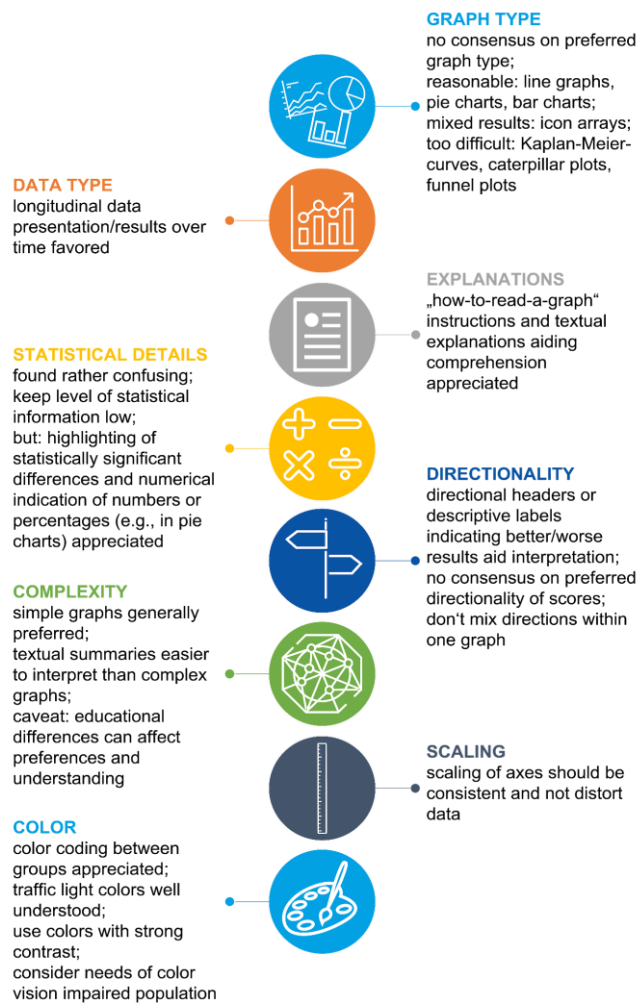 GRAPH TYPE
no consensus on preferred
graph type;
reasonable: line graphs,
pie charts, bar charts;
mixed results: icon arrays;
too difficult: Kaplan-Meier-
curves, caterpillar plots,
funnel plots
DATA TYPE
longitudinal data
presentation/results over
time favored
EXPLANATIONS
„how-to-read-a-graph“
instructions and textual
explanations aiding
comprehension
appreciated
STATISTICAL DETAILS
found rather confusing;
keep level of statistical
information low;
but: highlighting of
statistically significant
differences and numerical
indication of numbers or
percentages (e.g., in pie
charts) appreciated
DIRECTIONALITY
directional headers or
descriptive labels
indicating better/worse
results aid interpretation;
no consensus on preferred
directionality of scores;
don‘t mix directions within
one graph
COMPLEXITY
simple graphs generally
preferred;
textual summaries easier
to interpret than complex
graphs;
caveat: educational
differences can affect
preferences and
understanding
SCALING
scaling of axes should be
consistent and not distort
data
COLOR
color coding between
groups appreciated;
traffic light colors well
understood;
use colors with strong
contrast;
consider needs of color
vision impaired population